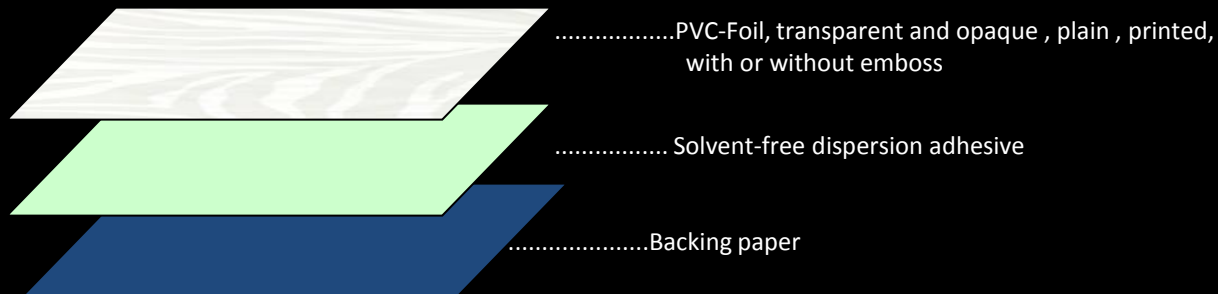 ..................PVC-Foil, transparent and opaque , plain , printed,
with or without emboss
................. Solvent-free dispersion adhesive
.....................Backing paper